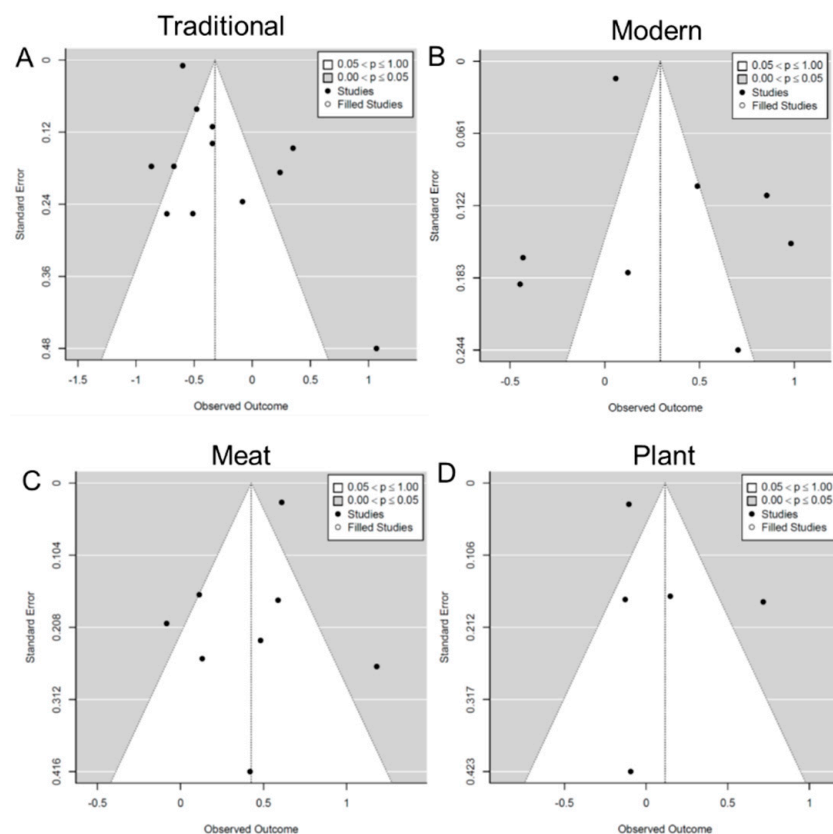 A
Traditional
0.05 < p ≤ 1.00
0.00 < p ≤ 0.05
Studies
Filled Studies
Standard Error
0
0.12
0.24
0.36
0.48
-1.5
-1
-0.5
0
0.5
1
Observed Outcome
B
Modern
0.05 < p ≤ 1.00
0.00 < p ≤ 0.05
Studies
Filled Studies
Standard Error
0
0.061
0.122
0.183
0.244
-0.5
0
0.5
1
Observed Outcome
C
Meat
0.05 < p ≤ 1.00
0.00 < p ≤ 0.05
Studies
Filled Studies
Standard Error
0
0.104
0.208
0.312
0.416
-0.5
0
0.5
1
Observed Outcome
D
Plant
0.05 < p ≤ 1.00
0.00 < p ≤ 0.05
Studies
Filled Studies
Standard Error
0
0.106
0.212
0.317
0.423
-0.5
0
0.5
1
Observed Outcome